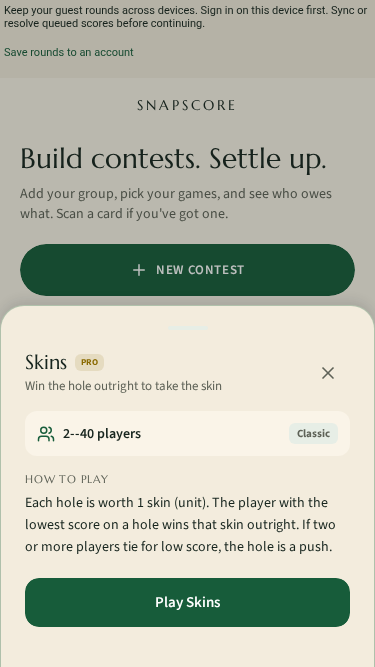 Keep your guest rounds across devices. Sign in on this device first. Sync or
resolve queued scores before continuing.
Save rounds to an account
SNAPSCORE
Build contests. Settle up.
Add your group, pick your games, and see who owes
what. Scan a card if you've got one.
NEW CONTEST
Skins PRO
Win the hole outright to take the skin
2--40 players Classic
HOW TO PLAY
Each hole is worth 1 skin (unit). The player with the
lowest score on a hole wins that skin outright. If two
or more players tie for low score, the hole is a push.
Play Skins